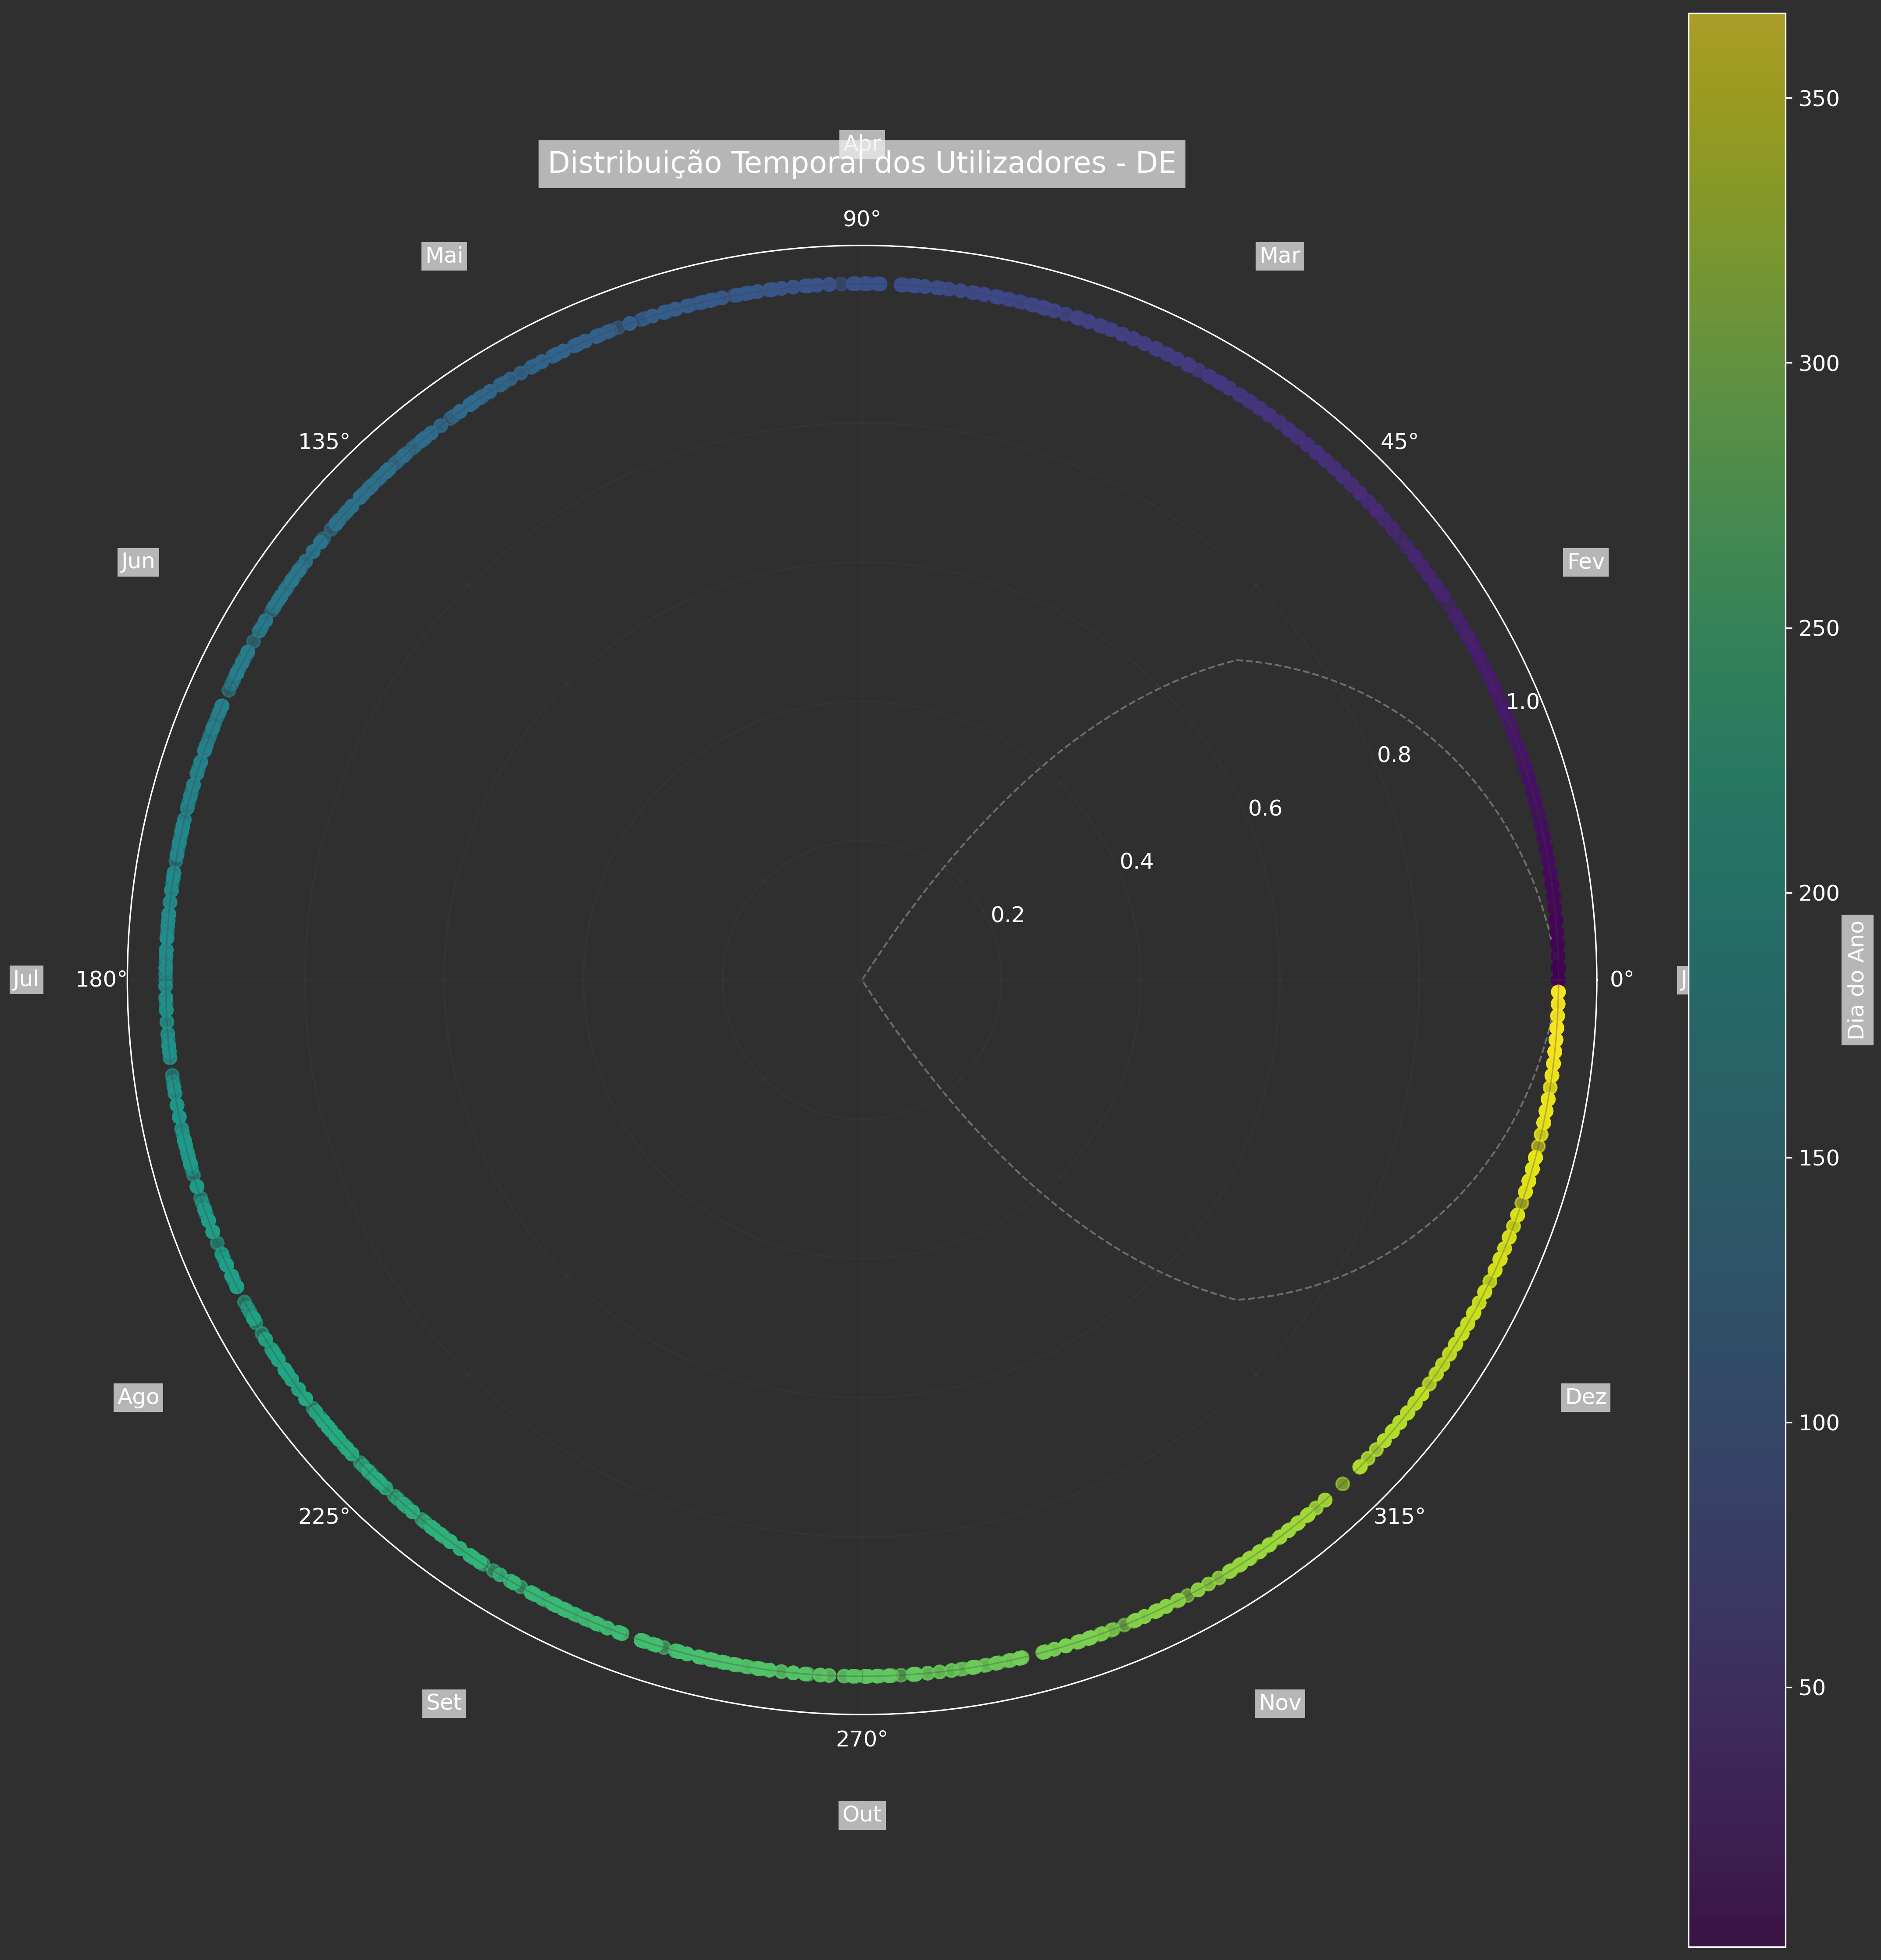 Abr
Distribuição Temporal dos Utilizadores - DE
90°
Mai
Mar
135°
45°
Jun
Fev
1.0
0.8
0.6
0.4
0.2
Jul
180°
0°
J
Ago
Dez
225°
315°
Set
Nov
270°
Out
350
300
250
200
150
100
50
Dia do Ano